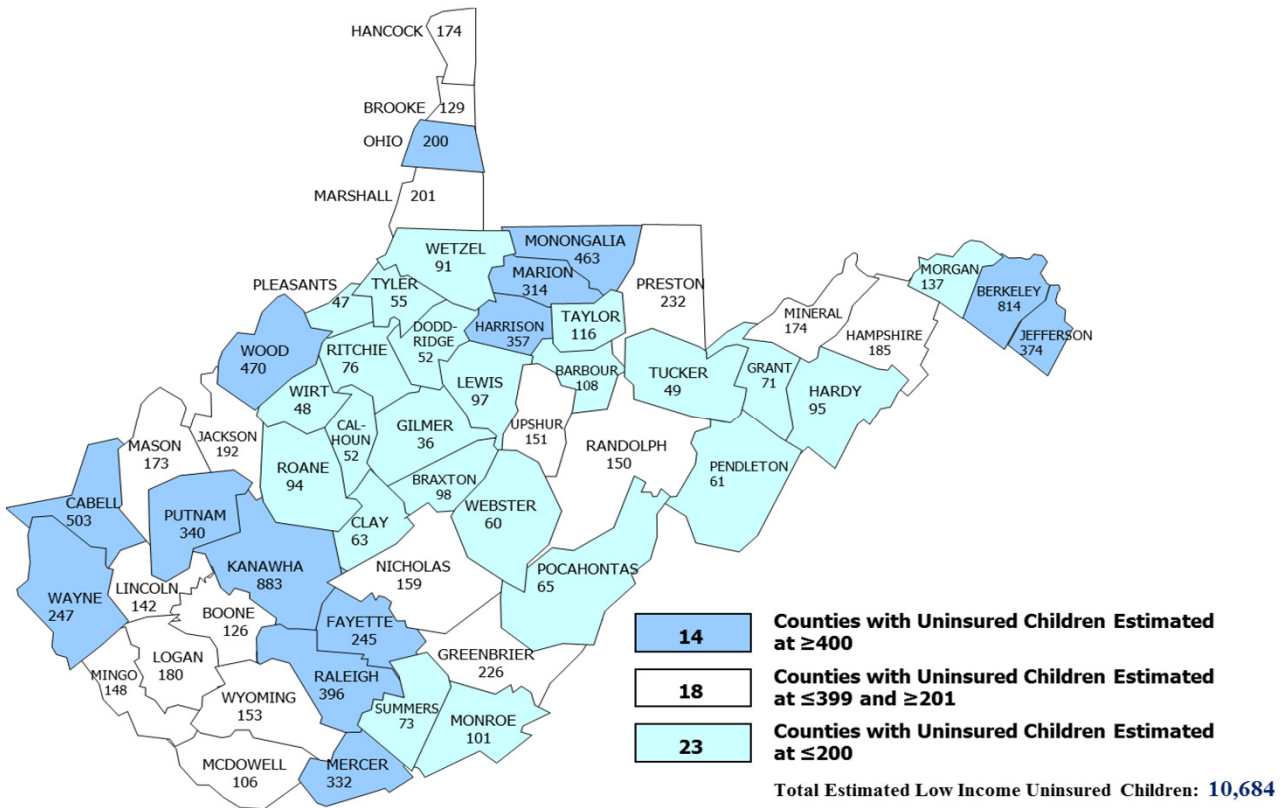 HANCOCK 174
BROOKE 129
OHIO 200
MARSHALL 201
WETZEL
91
MONONGALIA
463
MARION
314
PRESTON
232
PLEASANTS
47
TYLER
55
DODD-
RIDGE
52
HARRISON
357
TAYLOR
116
MINERAL
174
HAMPSHIRE
185
MORGAN
137
BERKELEY
814
JEFFERSON
374
WOOD
470
RITCHIE
76
WIRT
48
LEWIS
97
BARBOUR
108
TUCKER
49
GRANT
71
HARDY
95
MASON
173
JACKSON
192
CAL-
HOUN
52
GILMER
36
UPSHUR
151
RANDOLPH
150
PENDLETON
61
ROANE
94
BRAXTON
98
WEBSTER
60
CABELL
503
PUTNAM
340
CLAY
63
KANAWHA
883
NICHOLAS
159
POCAHONTAS
65
WAYNE
247
LINCOLN
142
BOONE
126
FAYETTE
245
GREENBRIER
226
MINGO
148
LOGAN
180
RALEIGH
396
WYOMING
153
SUMMERS
73
MONROE
101
MCDOWELL
106
MERCER
332
14 Counties with Uninsured Children Estimated
at ≥400
18 Counties with Uninsured Children Estimated
at ≤399 and ≥201
23 Counties with Uninsured Children Estimated
at ≤200
Total Estimated Low Income Uninsured Children: 10,684